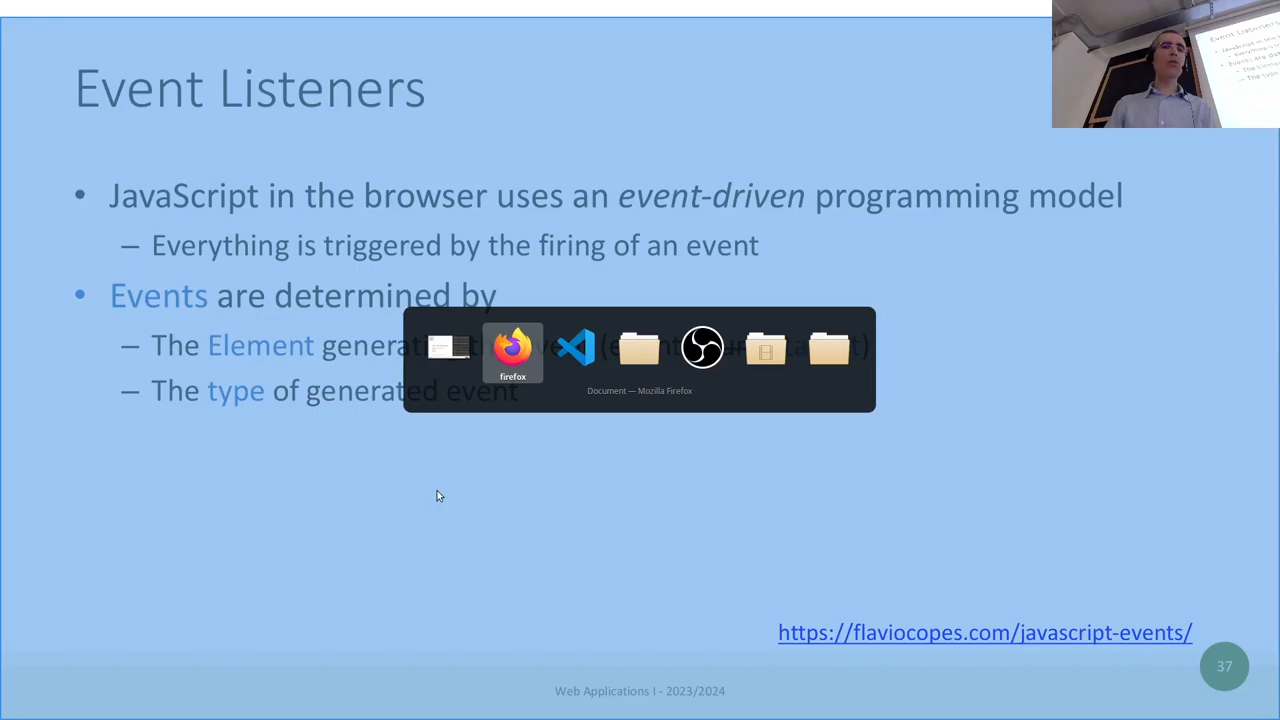 Event Listeners
• JavaScript in the browser uses an event-driven programming model
– Everything is triggered by the firing of an event
• Events are determined by
– The Element generati
– The type of generated event
firefox
Document — Mozilla Firefox
https://flaviocopes.com/javascript-events/
37
Web Applications I - 2023/2024